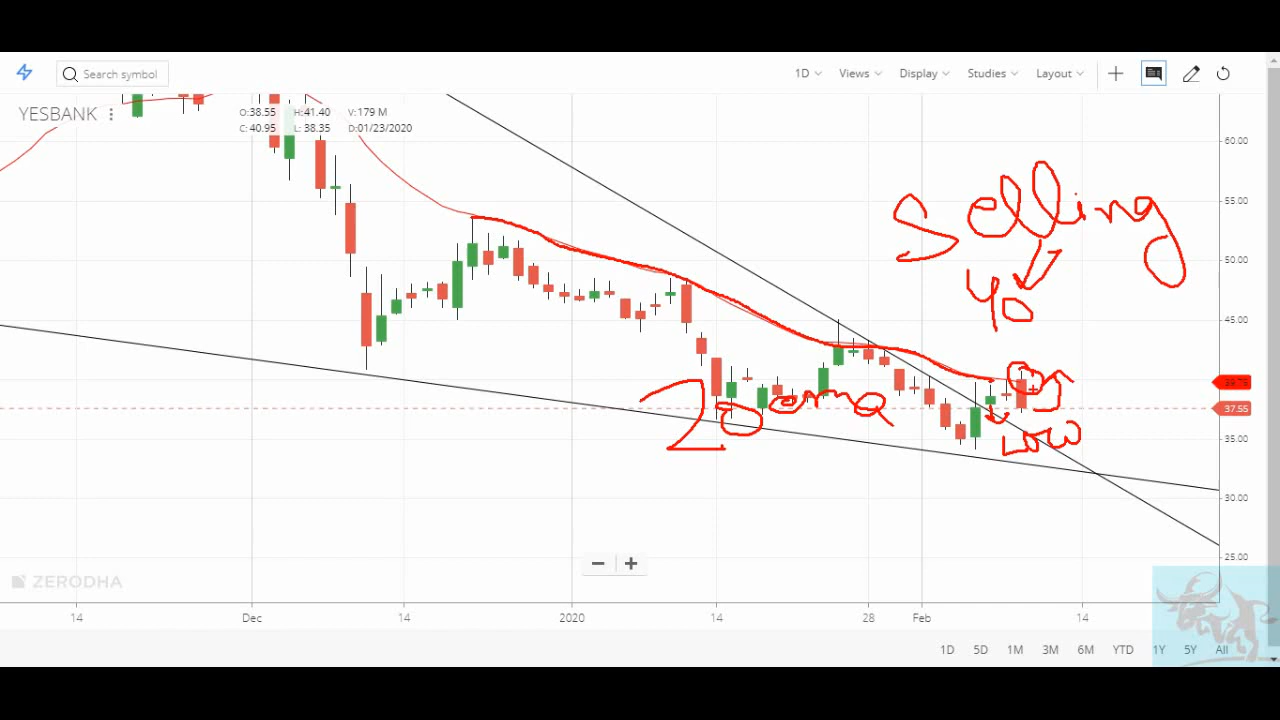 Search symbol
1D Views Display Studies Layout
YESBANK
O:38.55 H:41.40 V:179 M
C: 40.95 L: 38.35 D:01/23/2020
60.00
55.00
50.00
45.00
37.55
35.00
30.00
25.00
Selling
40
20 ema
Low
ZERODHA
14 Dec 14 2020 14 28 Feb 14
1D 5D 1M 3M 6M YTD 1Y 5Y All